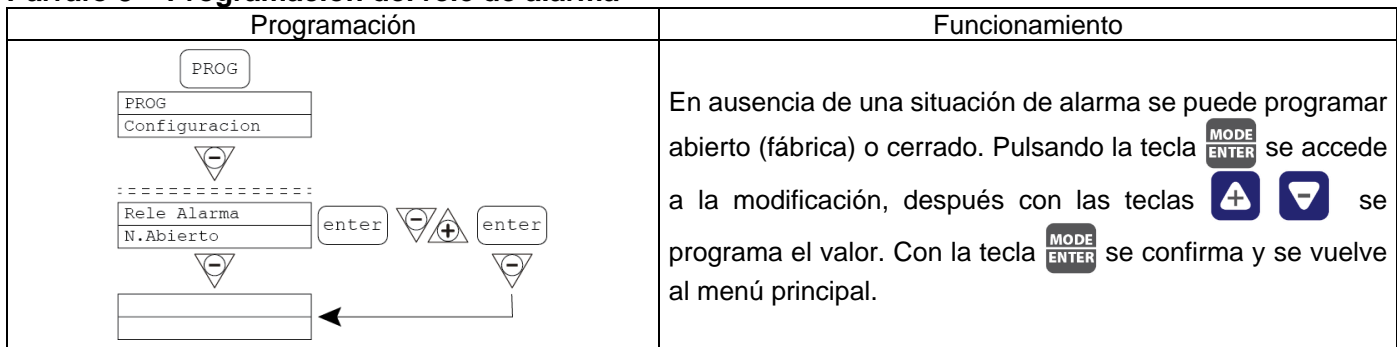 Programación
Funcionamiento
PROG
PROG
Configuracion
Rele Alarma
N.Abierto
enter
enter
En ausencia de una situación de alarma se puede programar
abierto (fábrica) o cerrado. Pulsando la tecla MODE ENTER se accede
a la modificación, después con las teclas + - se
programa el valor. Con la tecla MODE ENTER se confirma y se vuelve
al menú principal.